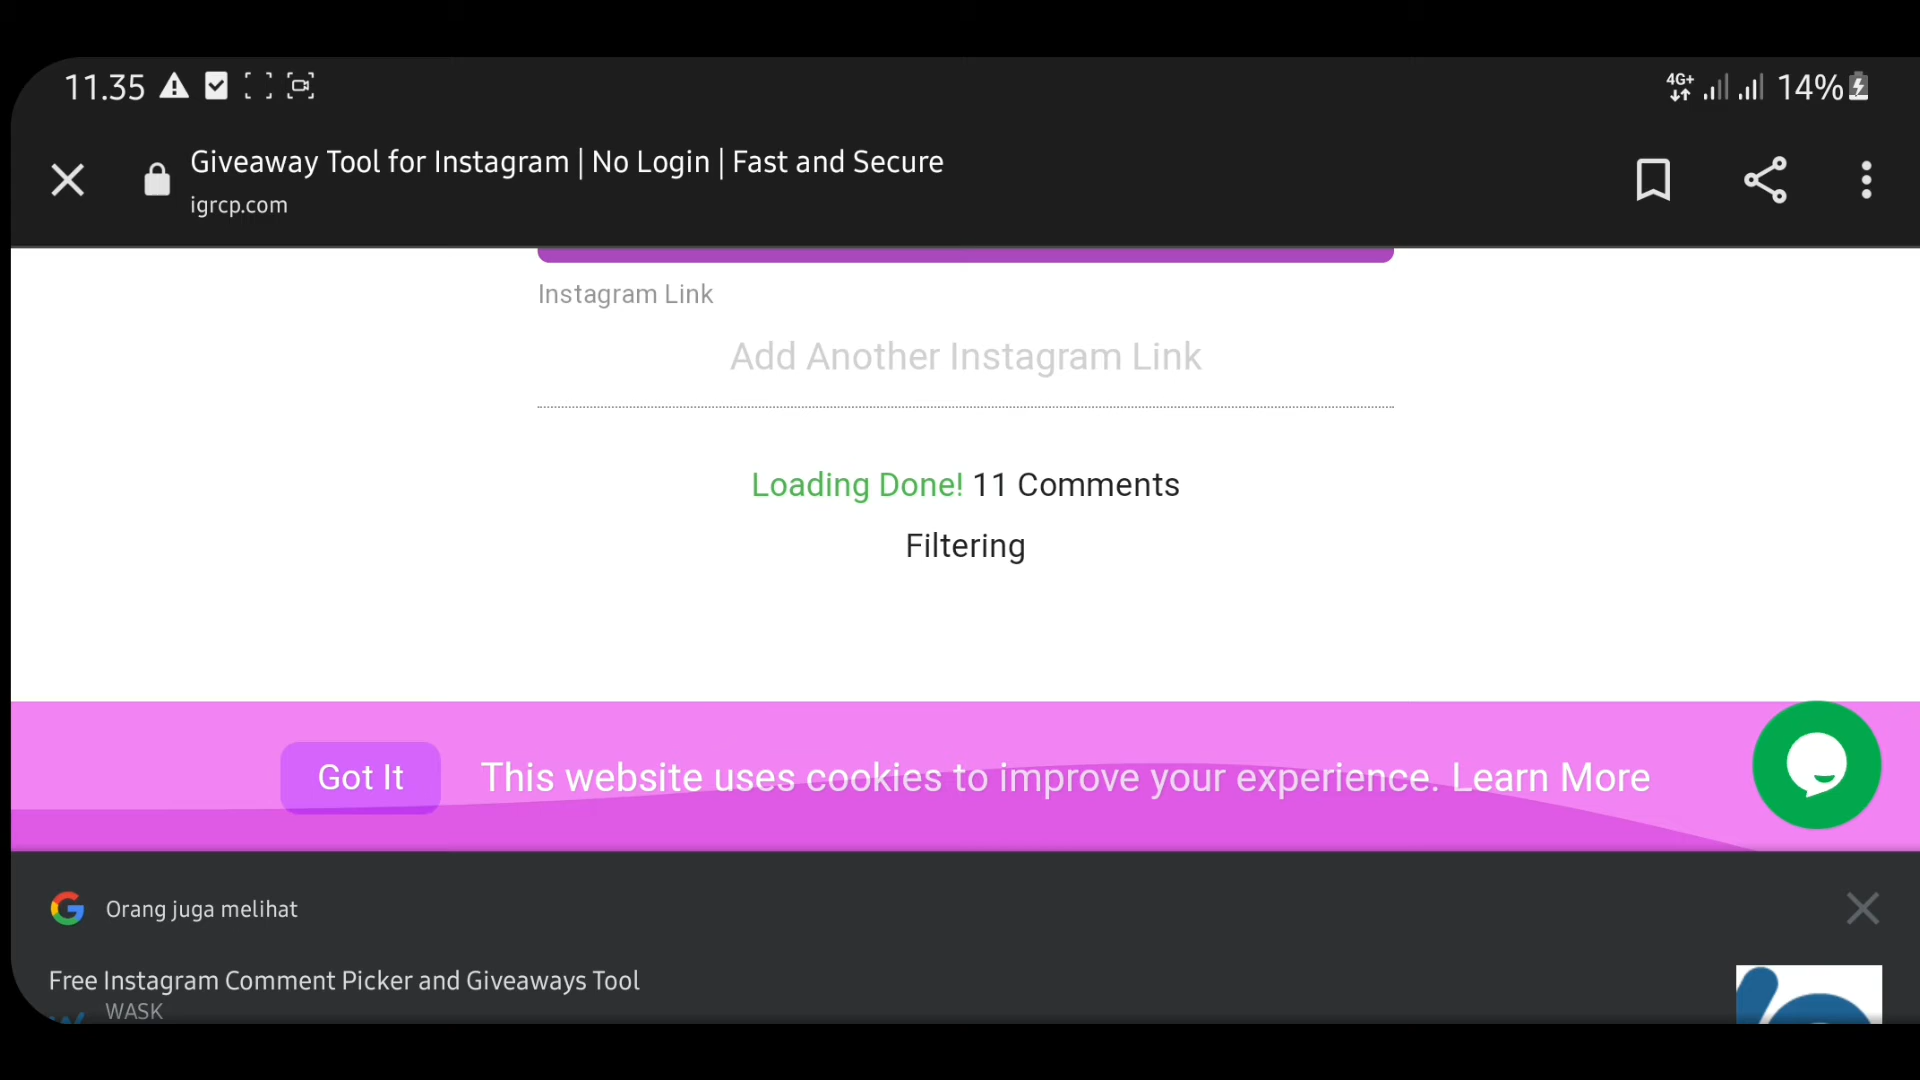 11.35
4G+ 14%
Giveaway Tool for Instagram | No Login | Fast and Secure
igrcp.com
Instagram Link
Add Another Instagram Link
Loading Done! 11 Comments
Filtering
Got It This website uses cookies to improve your experience. Learn More
Orang juga melihat
Free Instagram Comment Picker and Giveaways Tool
WASK